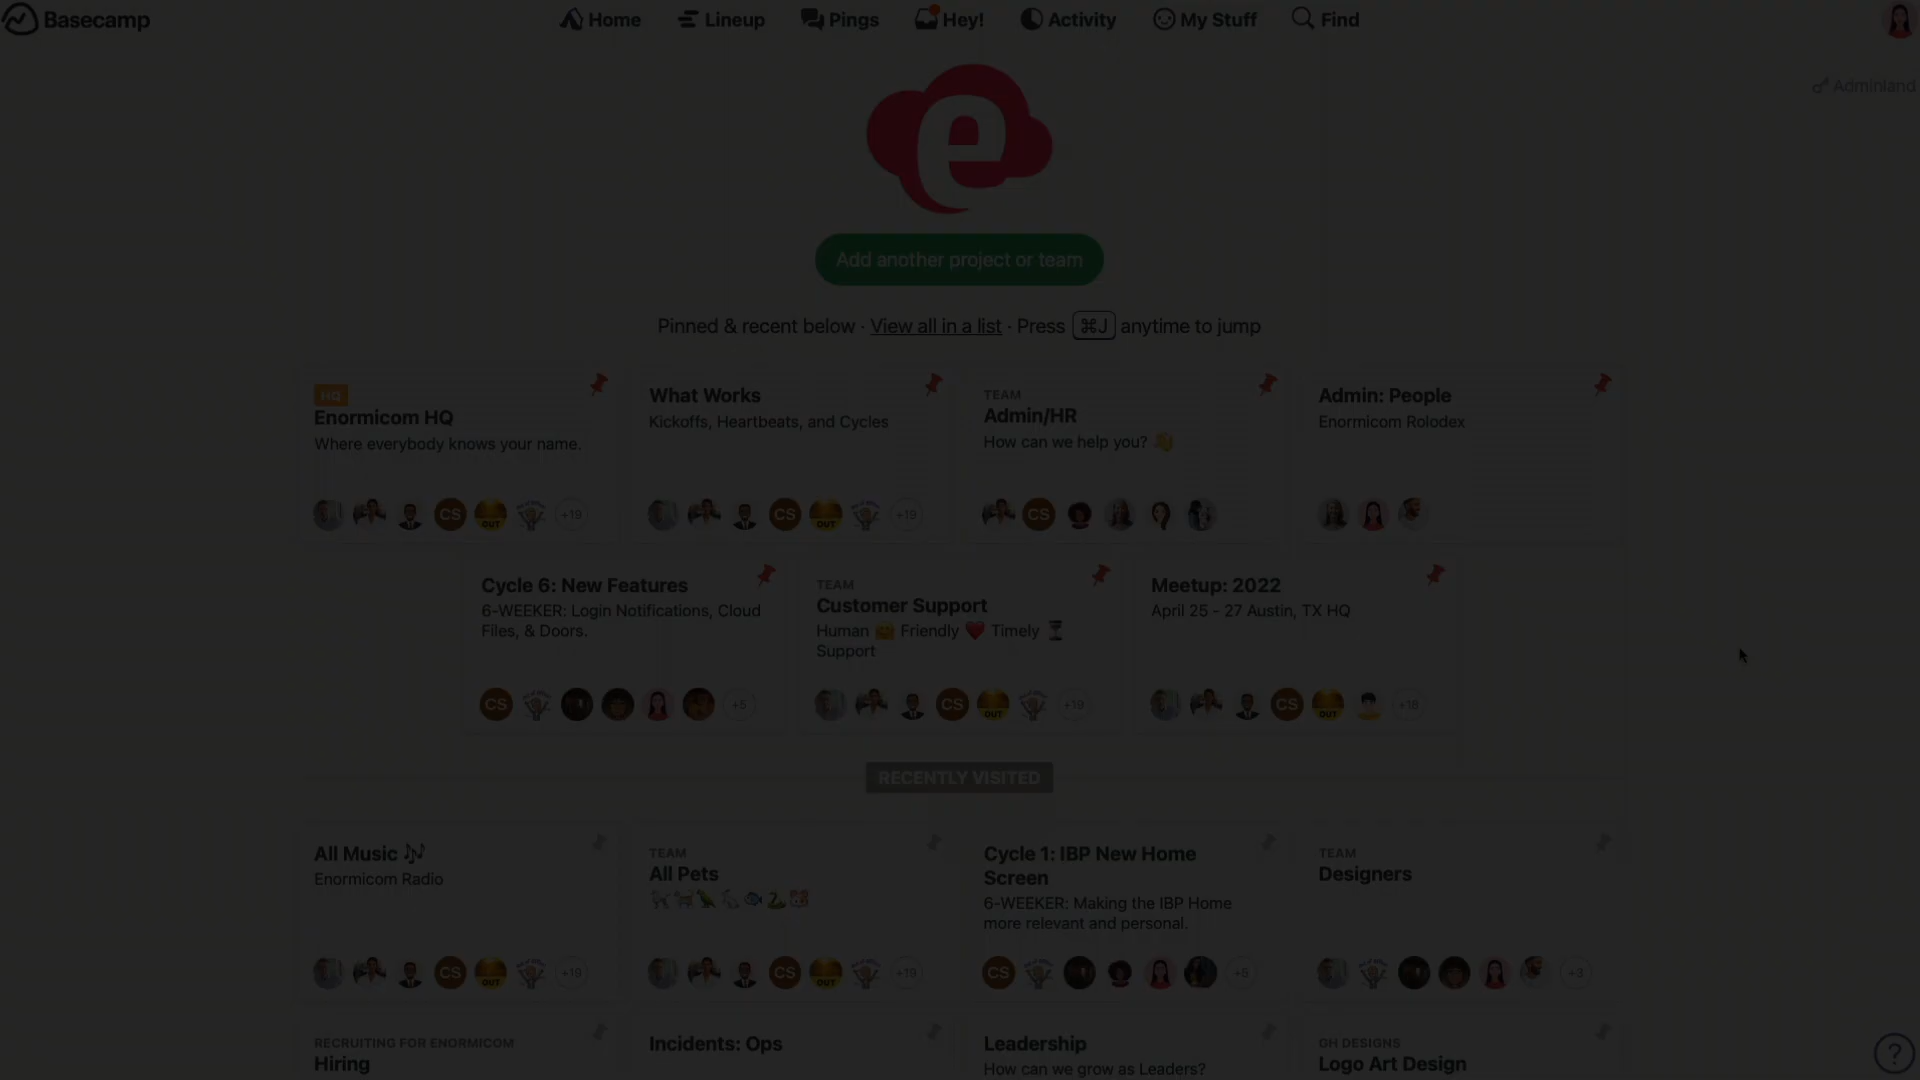 Basecamp
Home
Lineup
Pings
Hey!
Activity
My Stuff
Find
Adminland
e
Add another project or team
Pinned & recent below · View all in a list · Press ⌘J anytime to jump
HQ
Enormicom HQ
Where everybody knows your name.
CS
OUT
+19
What Works
Kickoffs, Heartbeats, and Cycles
CS
OUT
+19
TEAM
Admin/HR
How can we help you? 👋
CS
Admin: People
Enormicom Rolodex
Cycle 6: New Features
6-WEEKER: Login Notifications, Cloud
Files, & Doors.
CS
+5
TEAM
Customer Support
Human 🤗 Friendly ❤️ Timely ⏳
Support
CS
OUT
+19
Meetup: 2022
April 25 - 27 Austin, TX HQ
CS
OUT
+18
RECENTLY VISITED
All Music 🎶
Enormicom Radio
CS
OUT
+19
TEAM
All Pets
CS
OUT
+19
Cycle 1: IBP New Home
Screen
6-WEEKER: Making the IBP Home
more relevant and personal.
CS
+5
TEAM
Designers
+3
RECRUITING FOR ENORMICOM
Hiring
Incidents: Ops
Leadership
How can we grow as Leaders?
GH DESIGNS
Logo Art Design
?